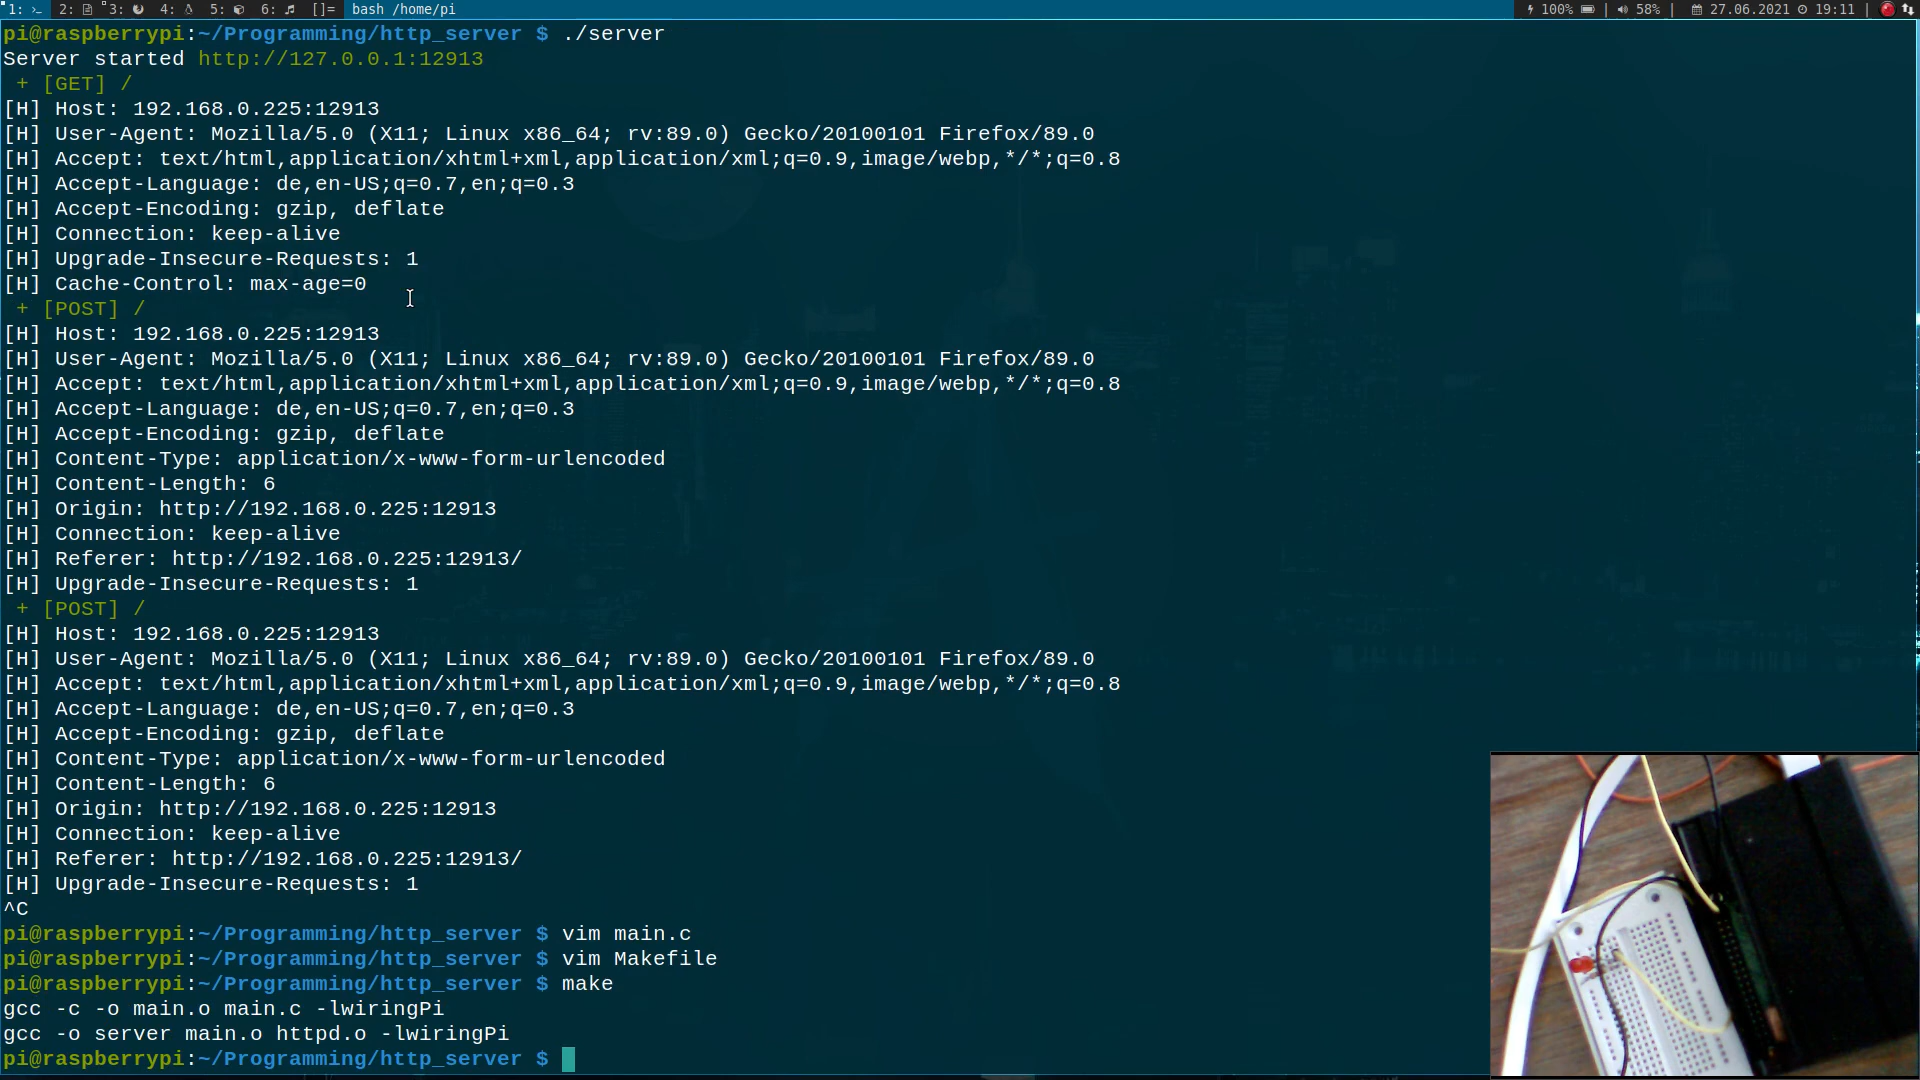 1: 2: 3: 4: 5: 6: []= bash /home/pi 100% | 58% | 27.06.2021 19:11 |
pi@raspberrypi:~/Programming/http_server $ ./server
Server started http://127.0.0.1:12913
+ [GET] /
[H] Host: 192.168.0.225:12913
[H] User-Agent: Mozilla/5.0 (X11; Linux x86_64; rv:89.0) Gecko/20100101 Firefox/89.0
[H] Accept: text/html,application/xhtml+xml,application/xml;q=0.9,image/webp,*/*;q=0.8
[H] Accept-Language: de,en-US;q=0.7,en;q=0.3
[H] Accept-Encoding: gzip, deflate
[H] Connection: keep-alive
[H] Upgrade-Insecure-Requests: 1
[H] Cache-Control: max-age=0
+ [POST] /
[H] Host: 192.168.0.225:12913
[H] User-Agent: Mozilla/5.0 (X11; Linux x86_64; rv:89.0) Gecko/20100101 Firefox/89.0
[H] Accept: text/html,application/xhtml+xml,application/xml;q=0.9,image/webp,*/*;q=0.8
[H] Accept-Language: de,en-US;q=0.7,en;q=0.3
[H] Accept-Encoding: gzip, deflate
[H] Content-Type: application/x-www-form-urlencoded
[H] Content-Length: 6
[H] Origin: http://192.168.0.225:12913
[H] Connection: keep-alive
[H] Referer: http://192.168.0.225:12913/
[H] Upgrade-Insecure-Requests: 1
+ [POST] /
[H] Host: 192.168.0.225:12913
[H] User-Agent: Mozilla/5.0 (X11; Linux x86_64; rv:89.0) Gecko/20100101 Firefox/89.0
[H] Accept: text/html,application/xhtml+xml,application/xml;q=0.9,image/webp,*/*;q=0.8
[H] Accept-Language: de,en-US;q=0.7,en;q=0.3
[H] Accept-Encoding: gzip, deflate
[H] Content-Type: application/x-www-form-urlencoded
[H] Content-Length: 6
[H] Origin: http://192.168.0.225:12913
[H] Connection: keep-alive
[H] Referer: http://192.168.0.225:12913/
[H] Upgrade-Insecure-Requests: 1
^C
pi@raspberrypi:~/Programming/http_server $ vim main.c
pi@raspberrypi:~/Programming/http_server $ vim Makefile
pi@raspberrypi:~/Programming/http_server $ make
gcc -c -o main.o main.c -lwiringPi
gcc -o server main.o httpd.o -lwiringPi
pi@raspberrypi:~/Programming/http_server $